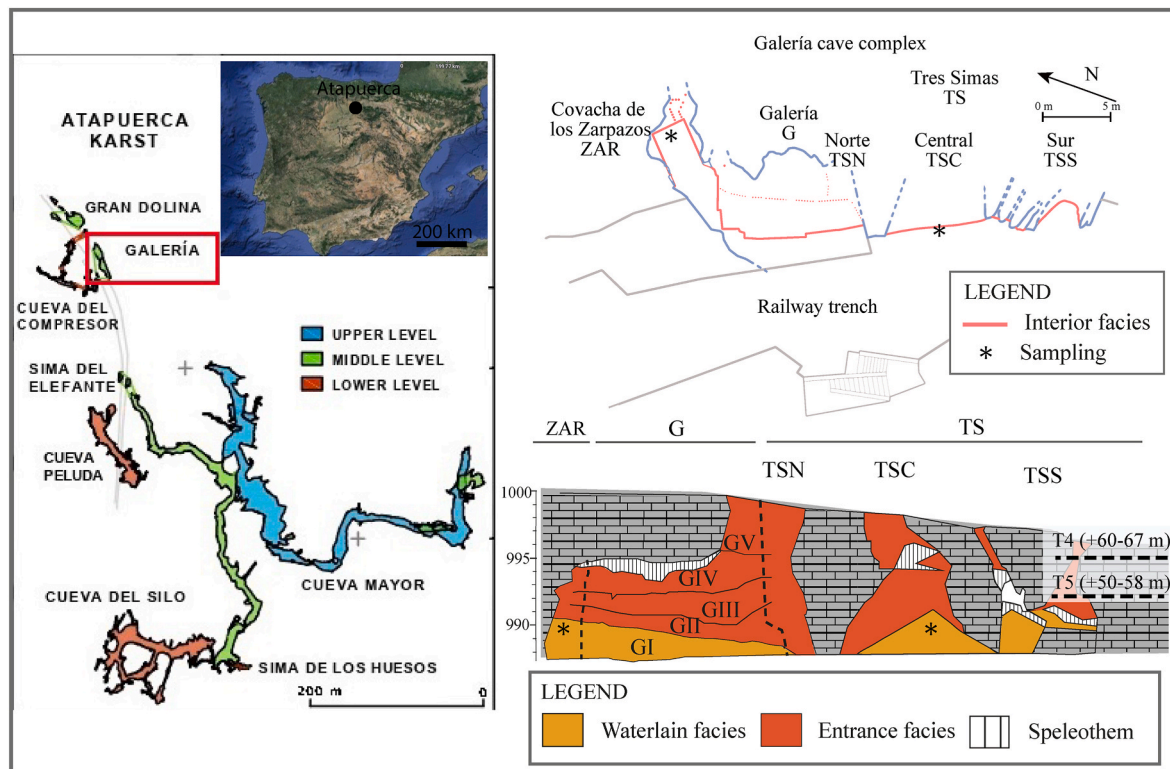 ATAPUERCA
KARST
GRAN DOLINA
GALERÍA
CUEVA DEL
COMPRESOR
SIMA DEL
ELEFANTE
CUEVA
PELUDA
UPPER LEVEL
MIDDLE LEVEL
LOWER LEVEL
CUEVA MAYOR
CUEVA DEL SILO
SIMA DE LOS HUESOS
200 m
0
Atapuerca
200 km
Galería cave complex
Covacha de
los Zarpazos
ZAR
Galería
G
Tres Simas
TS
Norte
TSN
Central
TSC
Sur
TSS
N
0 m
5 m
Railway trench
LEGEND
Interior facies
* Sampling
*
*
ZAR
G
TS
TSN
TSC
TSS
1000
995
990
GV
GIV
GIII
GII
GI
*
*
T4 (+60-67 m)
T5 (+50-58 m)
LEGEND
Waterlain facies
Entrance facies
Speleothem